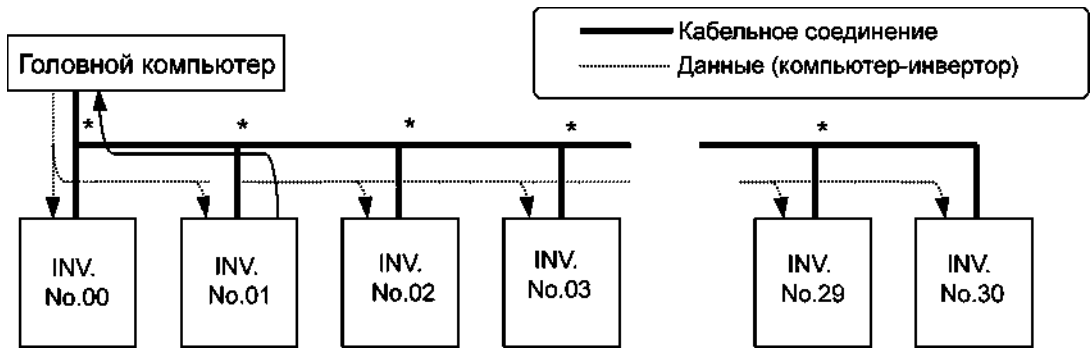 Кабельное соединение
Головной компьютер
Данные (компьютер-инвертор)
* * * * *
INV. INV. INV. INV. INV. INV.
No.00 No.01 No.02 No.03 No.29 No.30